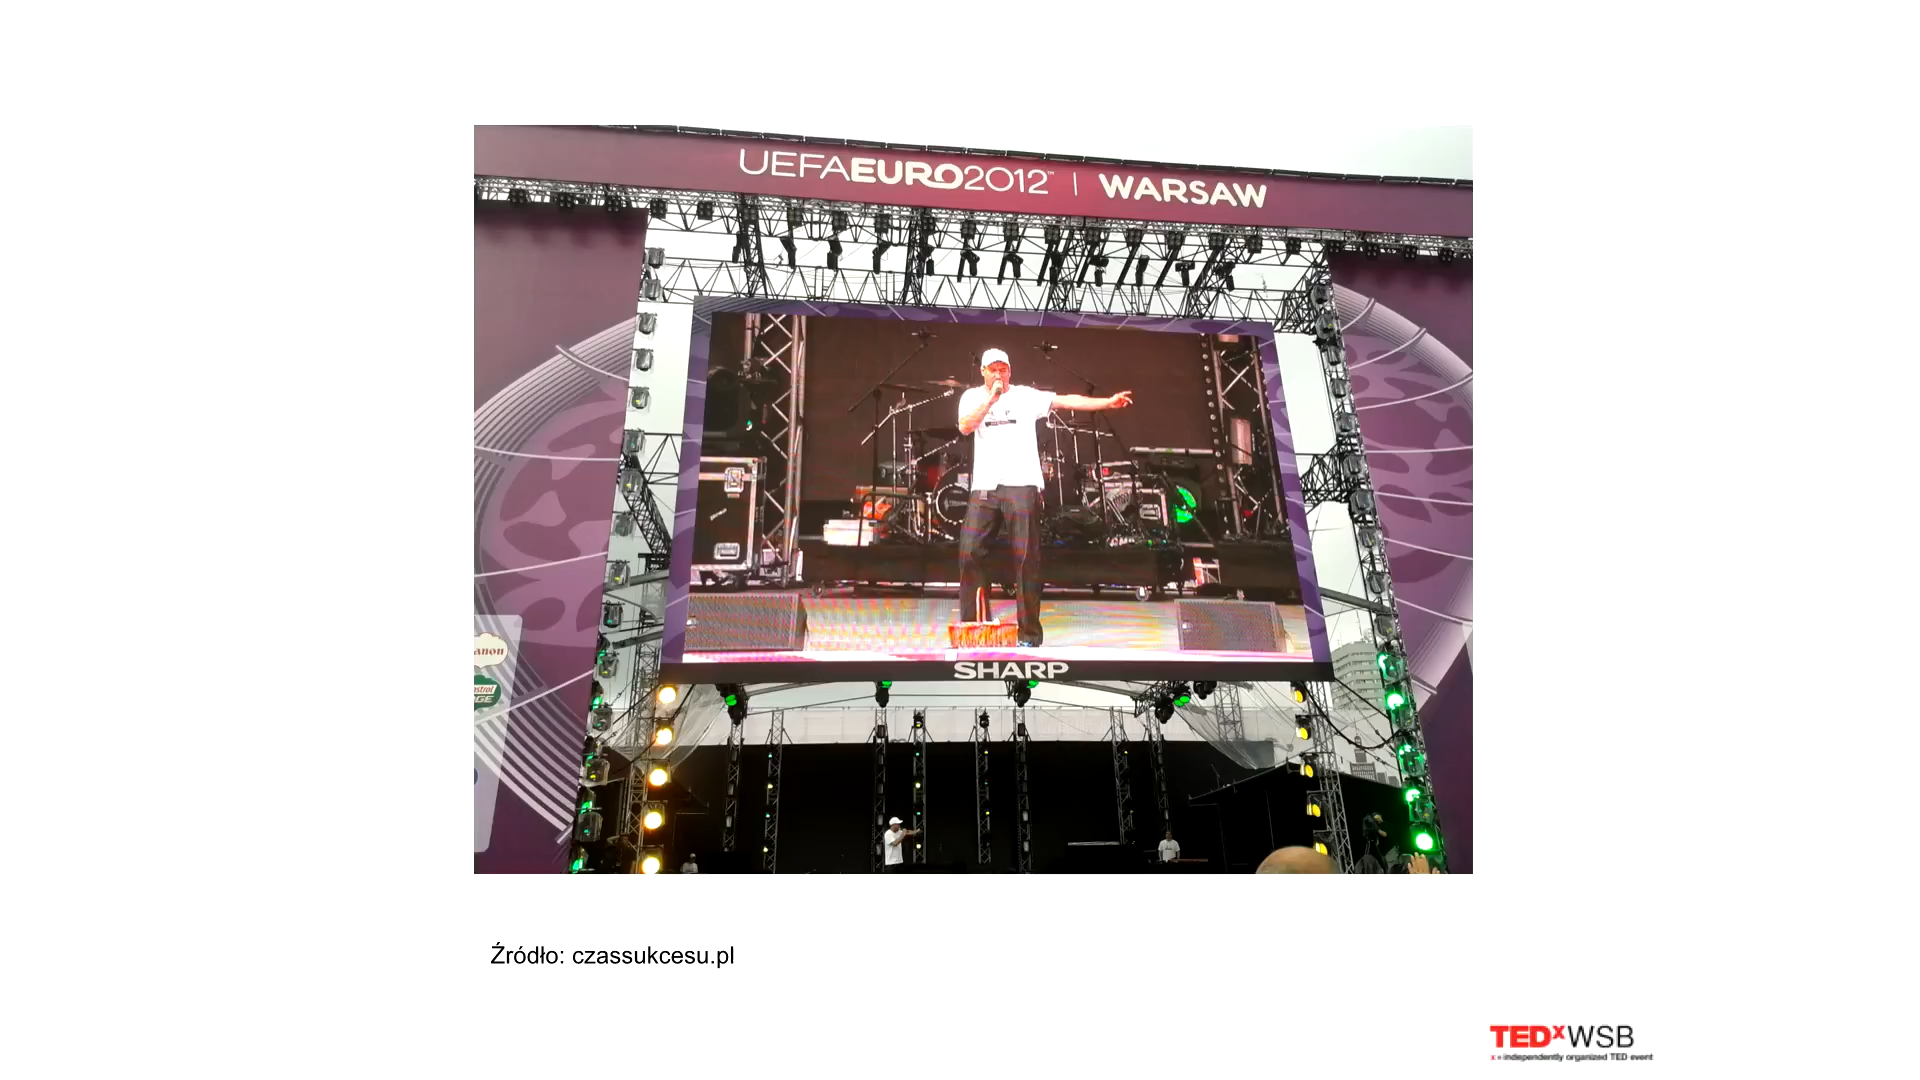 UEFAEURO2012™ | WARSAW
SHARP
Źródło: czassukcesu.pl
TEDxWSB
x = independently organized TED event